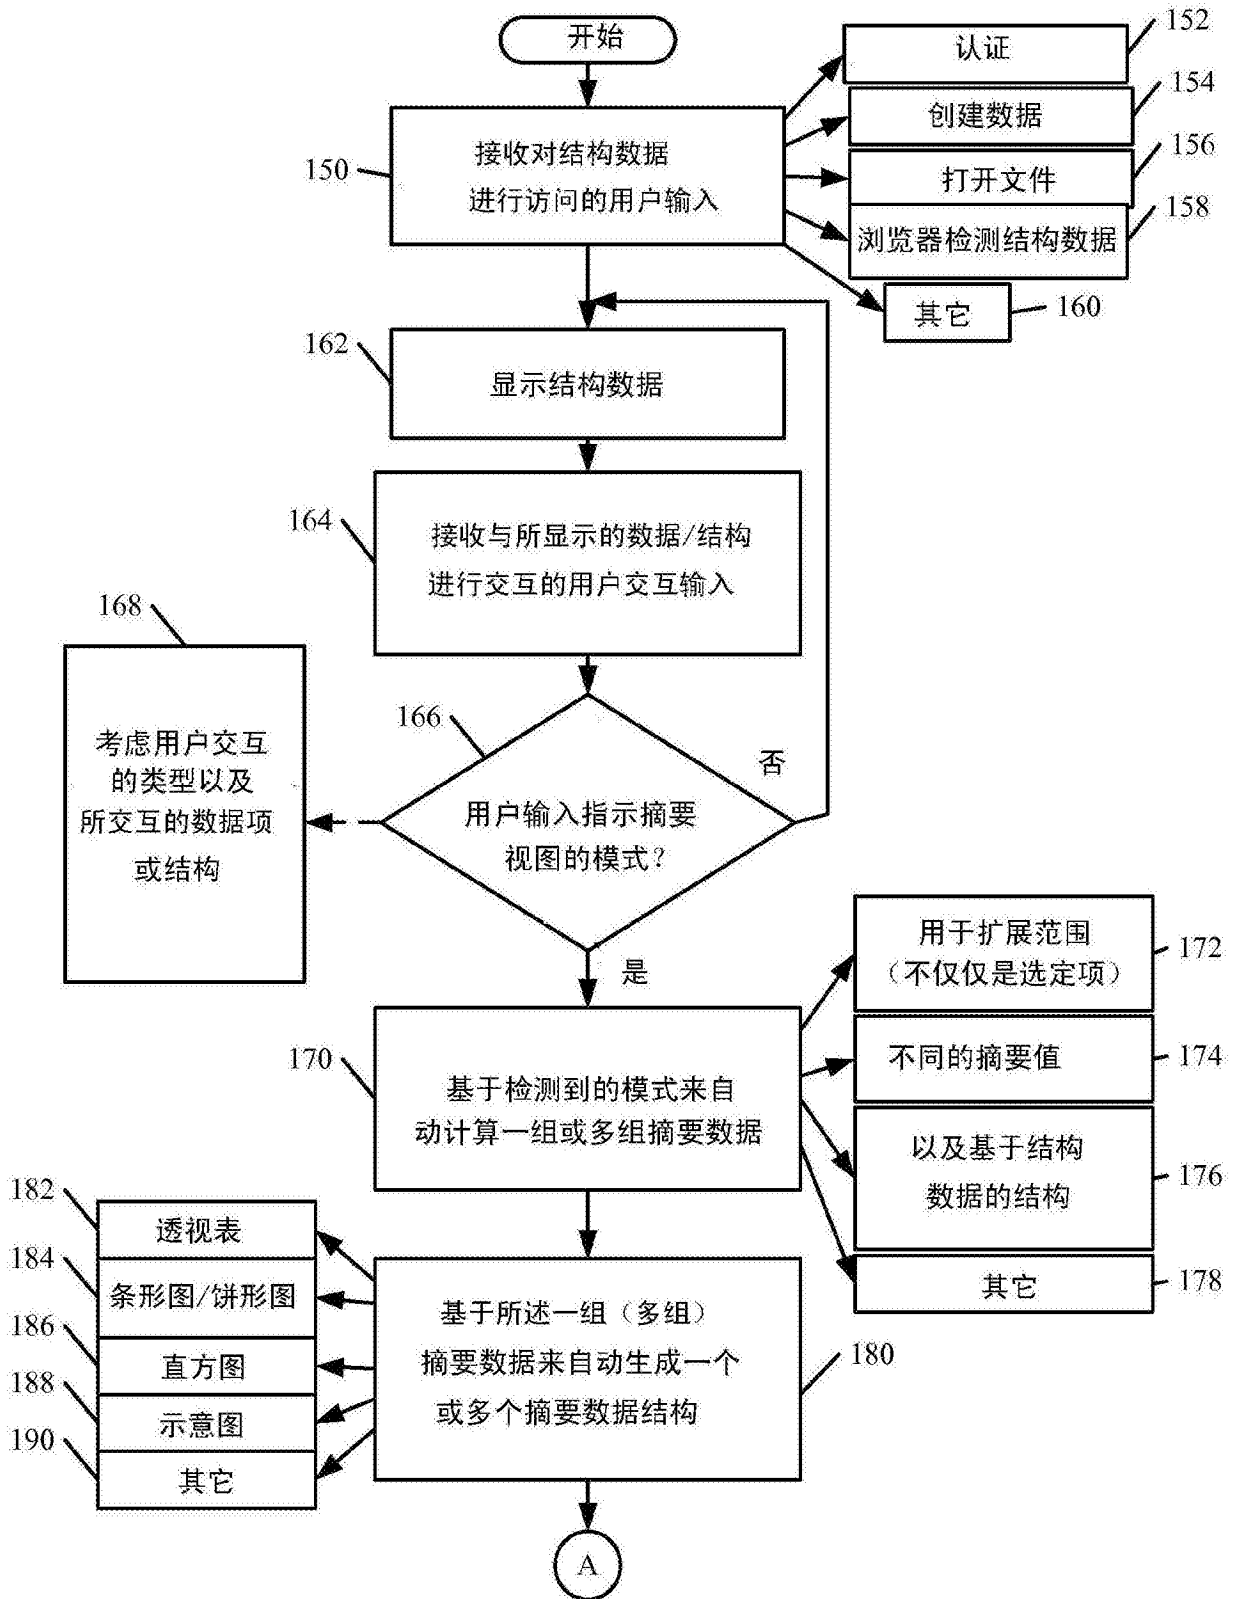 开始
认证
152
创建数据
154
接收对结构数据
进行访问的用户输入
150
打开文件
156
浏览器检测结构数据
158
其它
160
162
显示结构数据
164
接收与所显示的数据/结构
进行交互的用户交互输入
168
考虑用户交互
的类型以及
所交互的数据项
或结构
166
否
用户输入指示摘要
视图的模式?
是
用于扩展范围
(不仅仅是选定项)
172
170
基于检测到的模式来自
动计算一组或多组摘要数据
不同的摘要值
174
以及基于结构
数据的结构
176
其它
178
182
透视表
184
条形图/饼形图
186
直方图
188
示意图
190
其它
基于所述一组(多组)
摘要数据来自动生成一个
或多个摘要数据结构
180
A